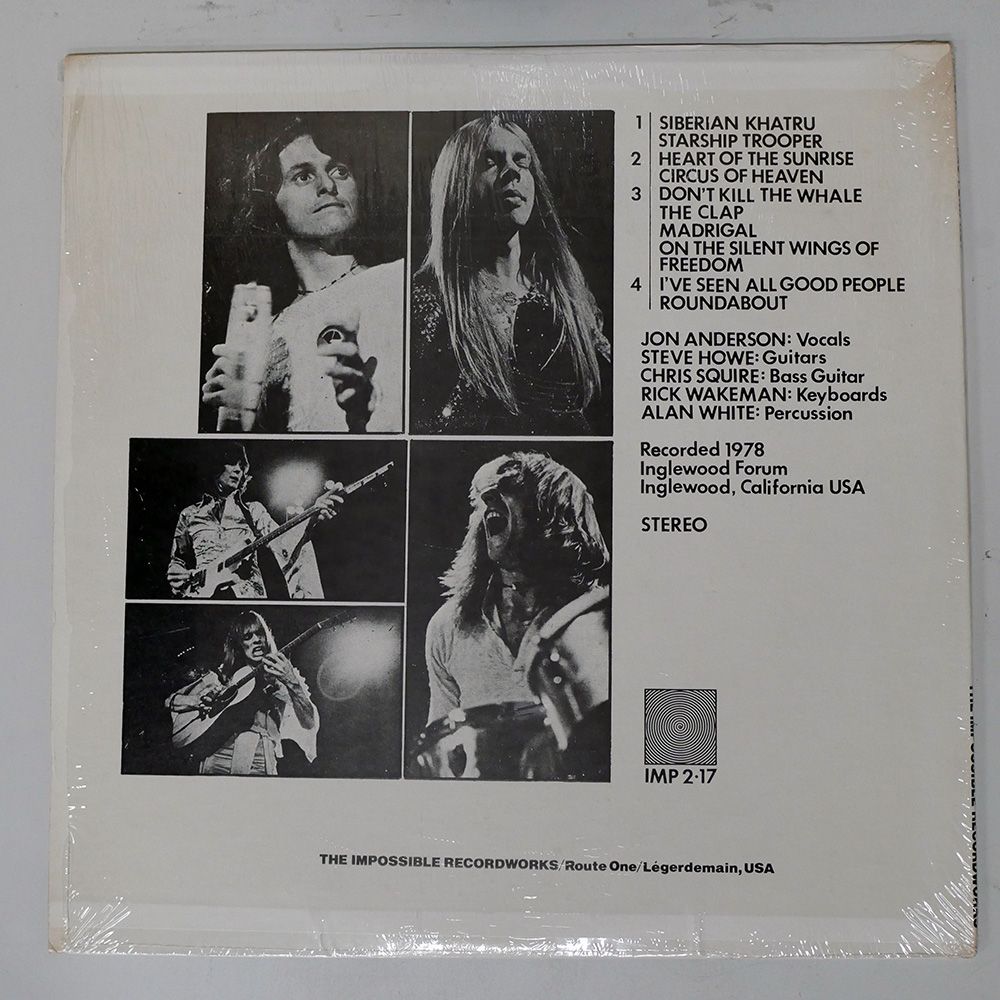 1 SIBERIAN KHATRU
STARSHIP TROOPER
2 HEART OF THE SUNRISE
CIRCUS OF HEAVEN
3 DON'T KILL THE WHALE
THE CLAP
MADRIGAL
ON THE SILENT WINGS OF
FREEDOM
4 I'VE SEEN ALL GOOD PEOPLE
ROUNDABOUT
JON ANDERSON: Vocals
STEVE HOWE: Guitars
CHRIS SQUIRE: Bass Guitar
RICK WAKEMAN: Keyboards
ALAN WHITE: Percussion
Recorded 1978
Inglewood Forum
Inglewood, California USA
STEREO
IMP 2·17
THE IMPOSSIBLE RECORDWORKS/Route One/Légerdemain, USA
THE IMPOSSIBLE RECORDWORKS